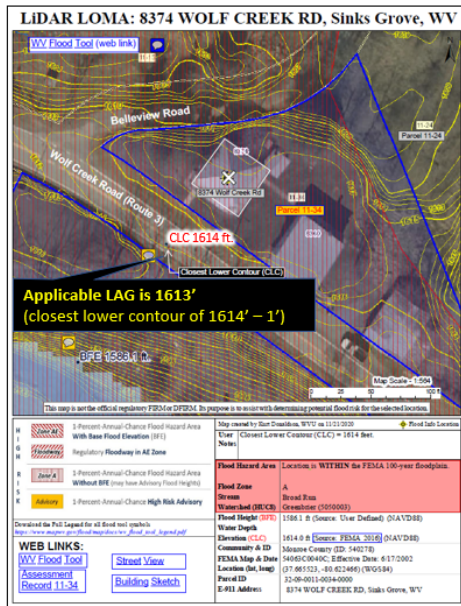 LiDAR LOMA: 8374 WOLF CREEK RD, Sinks Grove, WV
WV Flood Tool (web link)
11-13
Belleview Road
11-24
Parcel 11-24
Wolf Creek Road (Route 3)
8374 Wolf Creek Rd
11-34
Parcel 11-34
CLC 1614 ft.
Closest Lower Contour (CLC)
Applicable LAG is 1613'
(closest lower contour of 1614' – 1')
BFE 1586.1 ft.
Map Scale - 1:564
This map is not the official regulatory FIRM or DFIRM. Its purpose is to assist with determining potential flood risk for the selected location.
HIGH RISK
Zone AE
1-Percent-Annual-Chance Flood Hazard Area
With Base Flood Elevation (BFE)
Floodway
Regulatory Floodway in AE Zone
Zone A
1-Percent-Annual-Chance Flood Hazard Area
Without BFE (may have Advisory Flood Heights)
Advisory
1-Percent-Annual-Chance High Risk Advisory
Download the Full Legend for all flood tool symbols
WEB LINKS:
WV Flood Tool
Street View
Assessment
Record 11-34
Building Sketch
Map created by Kurt Donaldson, WVU on 11/21/2020
Flood Info Location
User Notes
Closest Lower Contour (CLC) = 1614 feet.
Flood Hazard Area Location is WITHIN the FEMA 100-year floodplain.
Flood Zone A
Stream Broad Run
Watershed (HUC8) Greenbrier (5050003)
Flood Height (BFE) 1586.1 ft (Source: User Defined) (NAVD88)
Water Depth
Elevation (CLC) 1614.0 ft (Source: FEMA 2016) (NAVD88)
Community & ID Monroe County (ID: 540278)
FEMA Map & Date 54063C0040C; Effective Date: 6/17/2002
Location (lat, long) (37.665523, -80.622466) (WGS84)
Parcel ID 32-09-0011-0034-0000
E-911 Address 8374 WOLF CREEK RD, Sinks Grove, WV